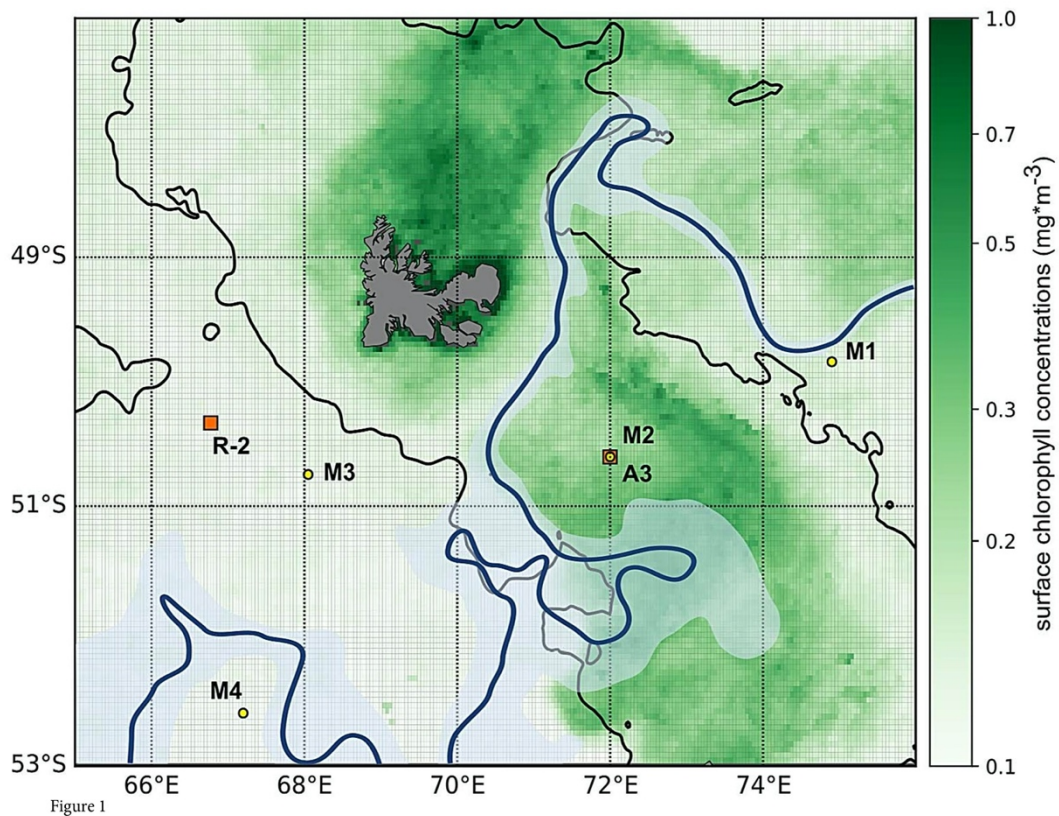 1.0
0.7
0.5
0.3
0.2
0.1
surface chlorophyll concentrations (mg*m⁻³)
49°S
51°S
53°S
M1
M2
A3
R-2
M3
M4
66°E
68°E
70°E
72°E
74°E
Figure 1